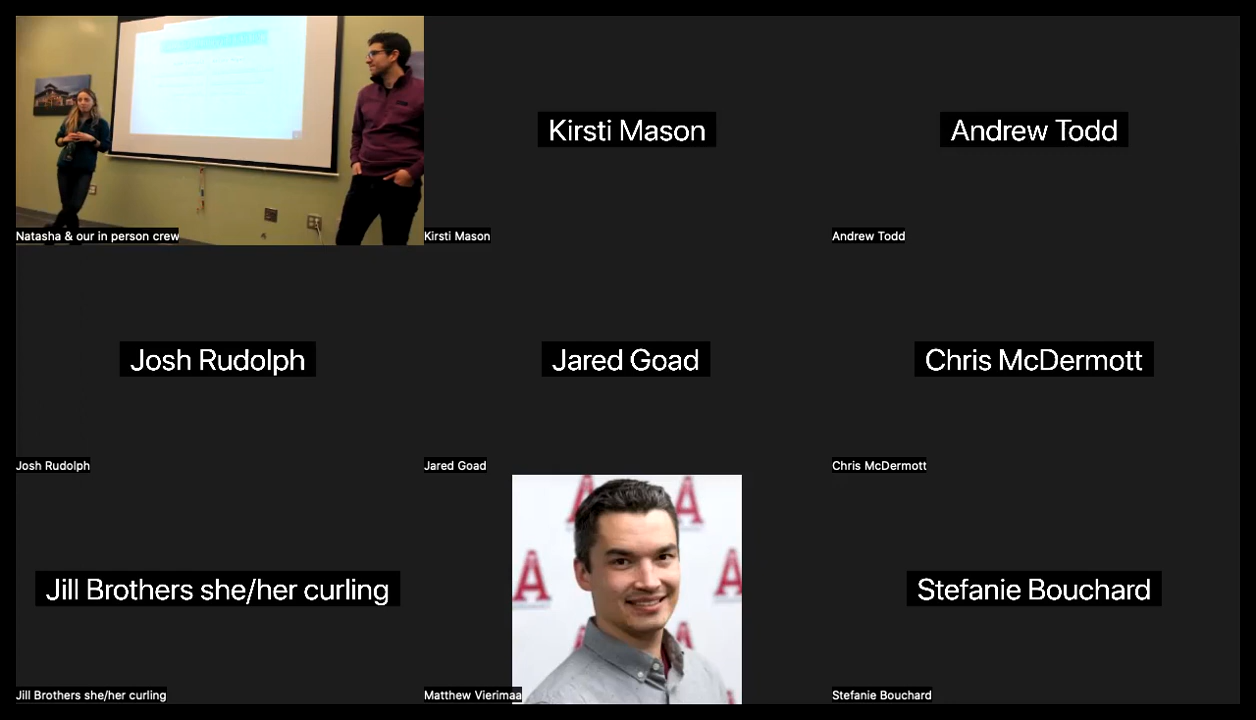 Natasha & our in person crew
Kirsti Mason
Kirsti Mason
Andrew Todd
Andrew Todd
Josh Rudolph
Josh Rudolph
Jared Goad
Jared Goad
Chris McDermott
Chris McDermott
Jill Brothers she/her curling
Jill Brothers she/her curling
A A
A A
A A
Matthew Vierimaa
Stefanie Bouchard
Stefanie Bouchard